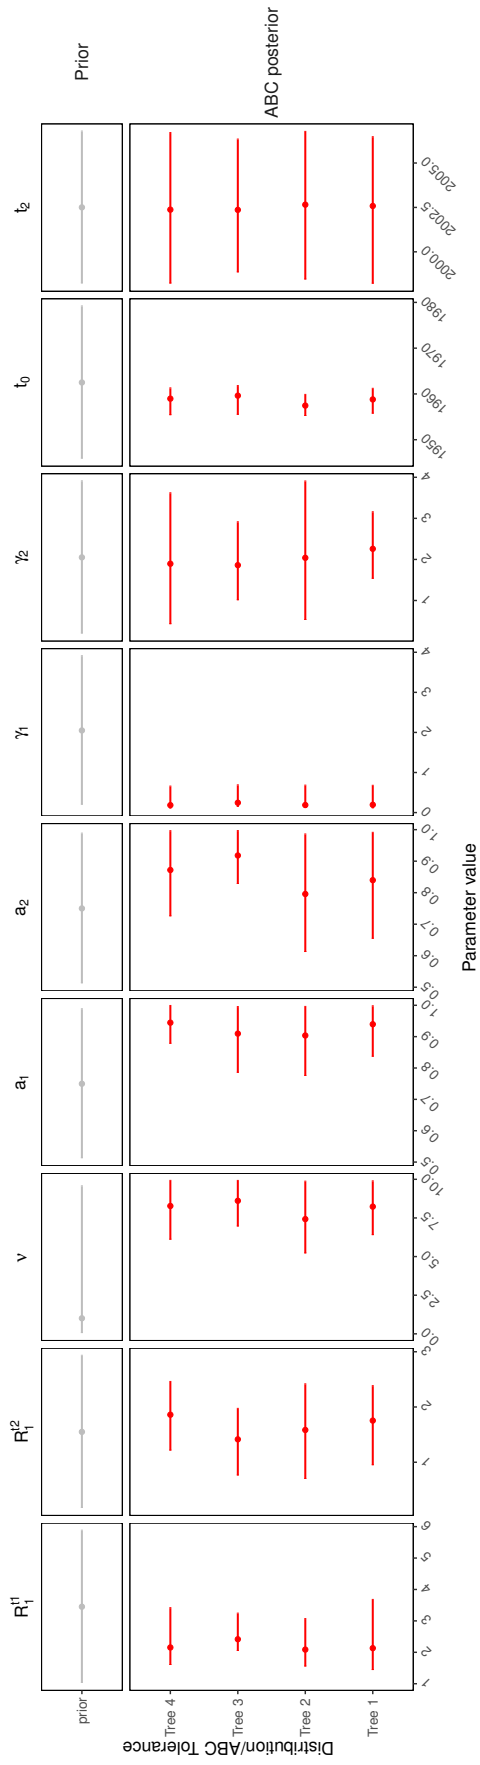 R₁ᵗ¹ R₁ᵗ² ν a₁ a₂ γ₁ γ₂ t₀ t₂
prior
Prior
Tree 4
Tree 3
Tree 2
Tree 1
ABC posterior
Distribution/ABC Tolerance
1 2 3 4 5 6
1 2 3
0.0 2.5 5.0 7.5 10.0
0.5 0.6 0.7 0.8 0.9 1.0
0.5 0.6 0.7 0.8 0.9 1.0
0 1 2 3 4
1 2 3 4
1950 1960 1970 1980
2000.0 2002.5 2005.0
Parameter value